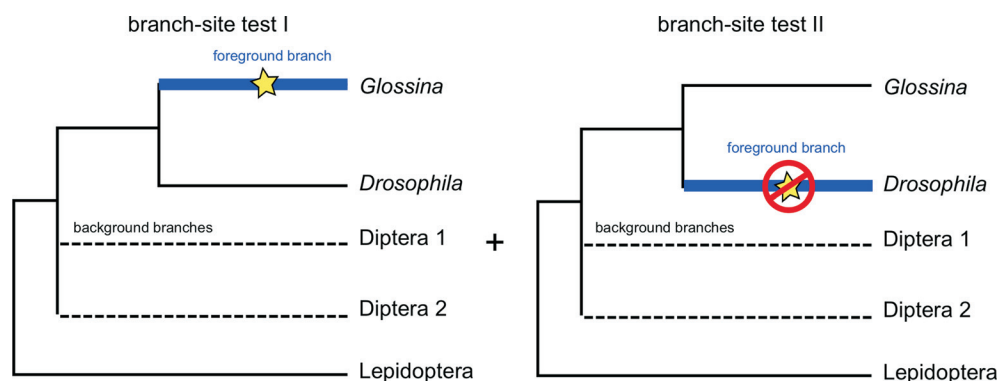 branch-site test I
foreground branch
Glossina
Drosophila
background branches
Diptera 1
Diptera 2
Lepidoptera
+
branch-site test II
Glossina
foreground branch
Drosophila
background branches
Diptera 1
Diptera 2
Lepidoptera